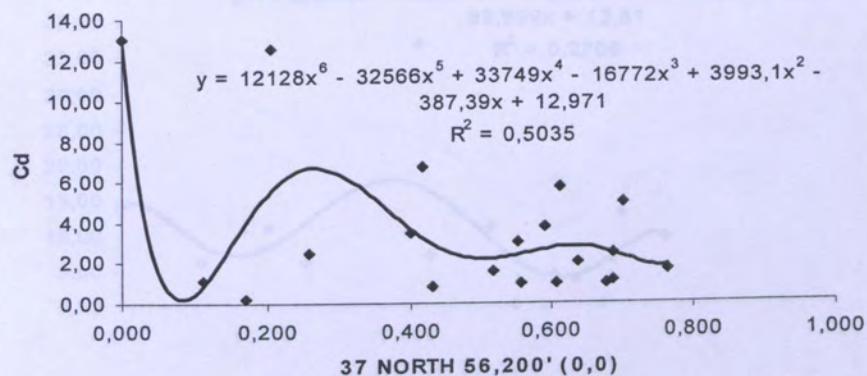 14,00
12,00
10,00
8,00
6,00
4,00
2,00
0,00
Cd
y = 12128x⁶ - 32566x⁵ + 33749x⁴ - 16772x³ + 3993,1x² -
387,39x + 12,971
R² = 0,5035
0,000 0,200 0,400 0,600 0,800 1,000
37 NORTH 56,200' (0,0)